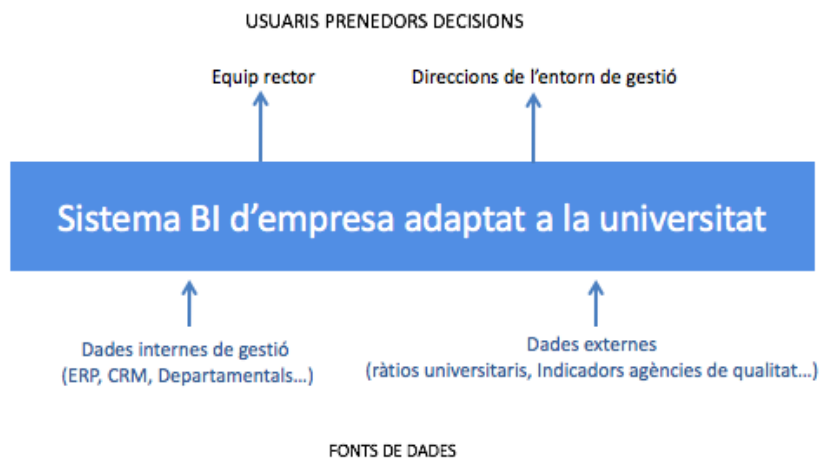 USUARIS PRENEDORS DECISIONS
Equip rector
Direccions de l'entorn de gestió
Sistema BI d'empresa adaptat a la universitat
Dades internes de gestió
(ERP, CRM, Departamentals...)
Dades externes
(ràtios universitaris, Indicadors agències de qualitat...)
FONTS DE DADES